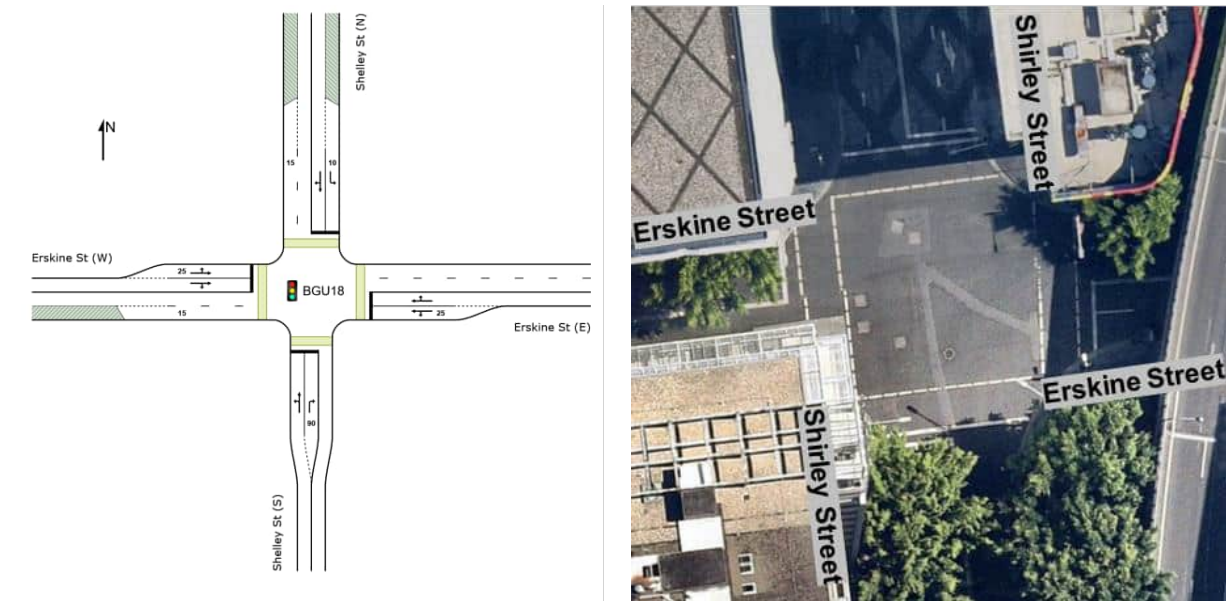 Shelley St (N)
N
15
10
Erskine St (W)
25
15
BGU18
25
Erskine St (E)
90
Shelley St (S)
Shirley Street
Erskine Street
Erskine Street
Shirley Street